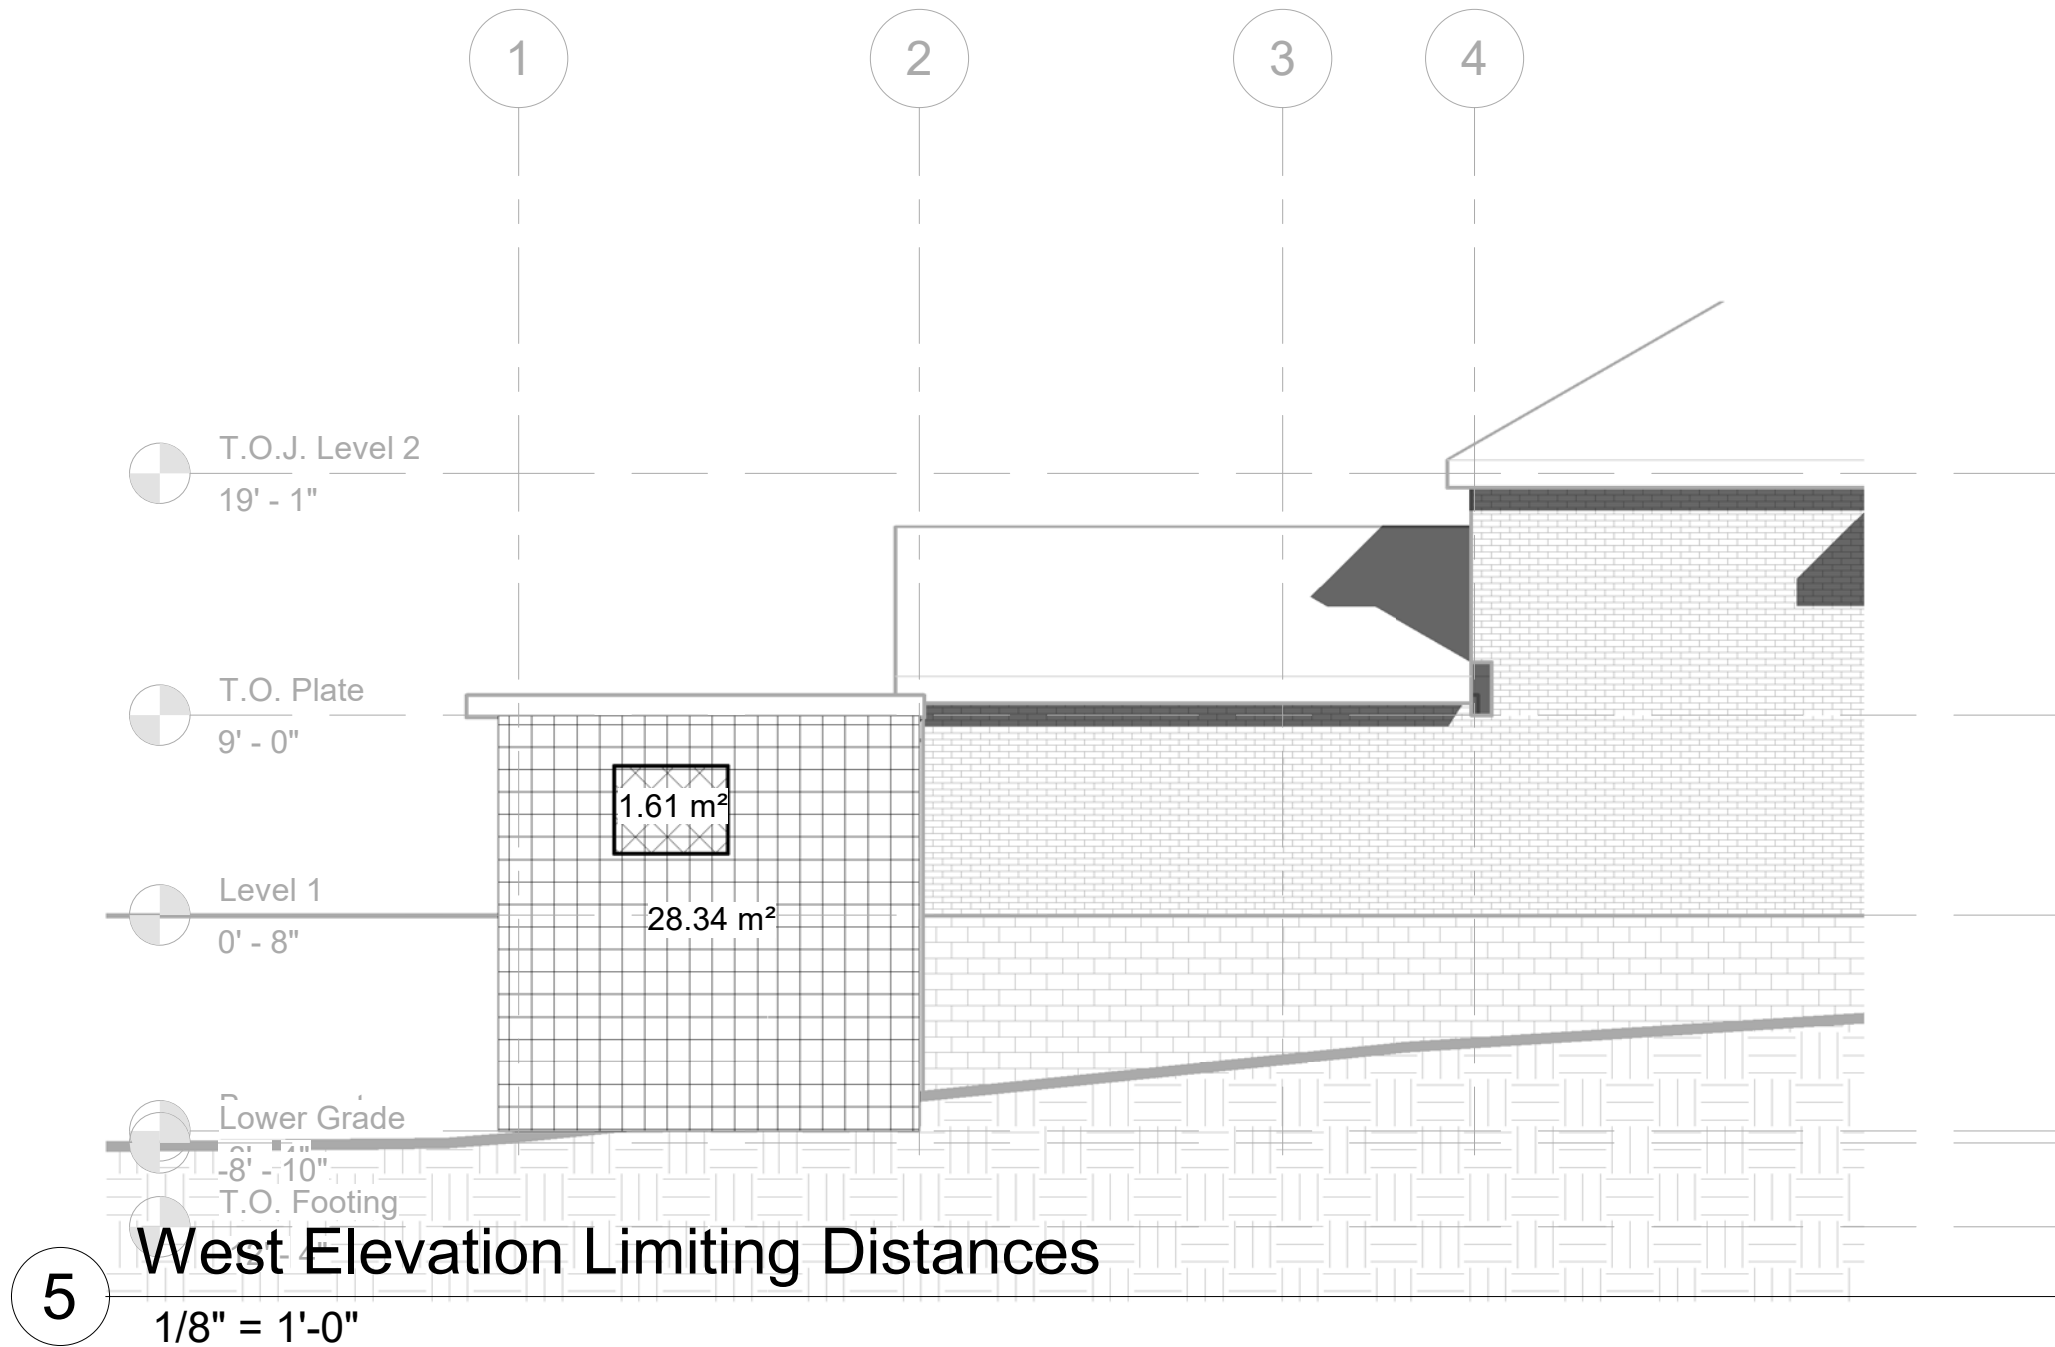 1
2
3
4
T.O.J. Level 2
19' - 1"
T.O. Plate
9' - 0"
1.61 m²
Level 1
0' - 8"
28.34 m²
Lower Grade
-8' - 10"
T.O. Footing
West Elevation Limiting Distances
5
1/8" = 1'-0"